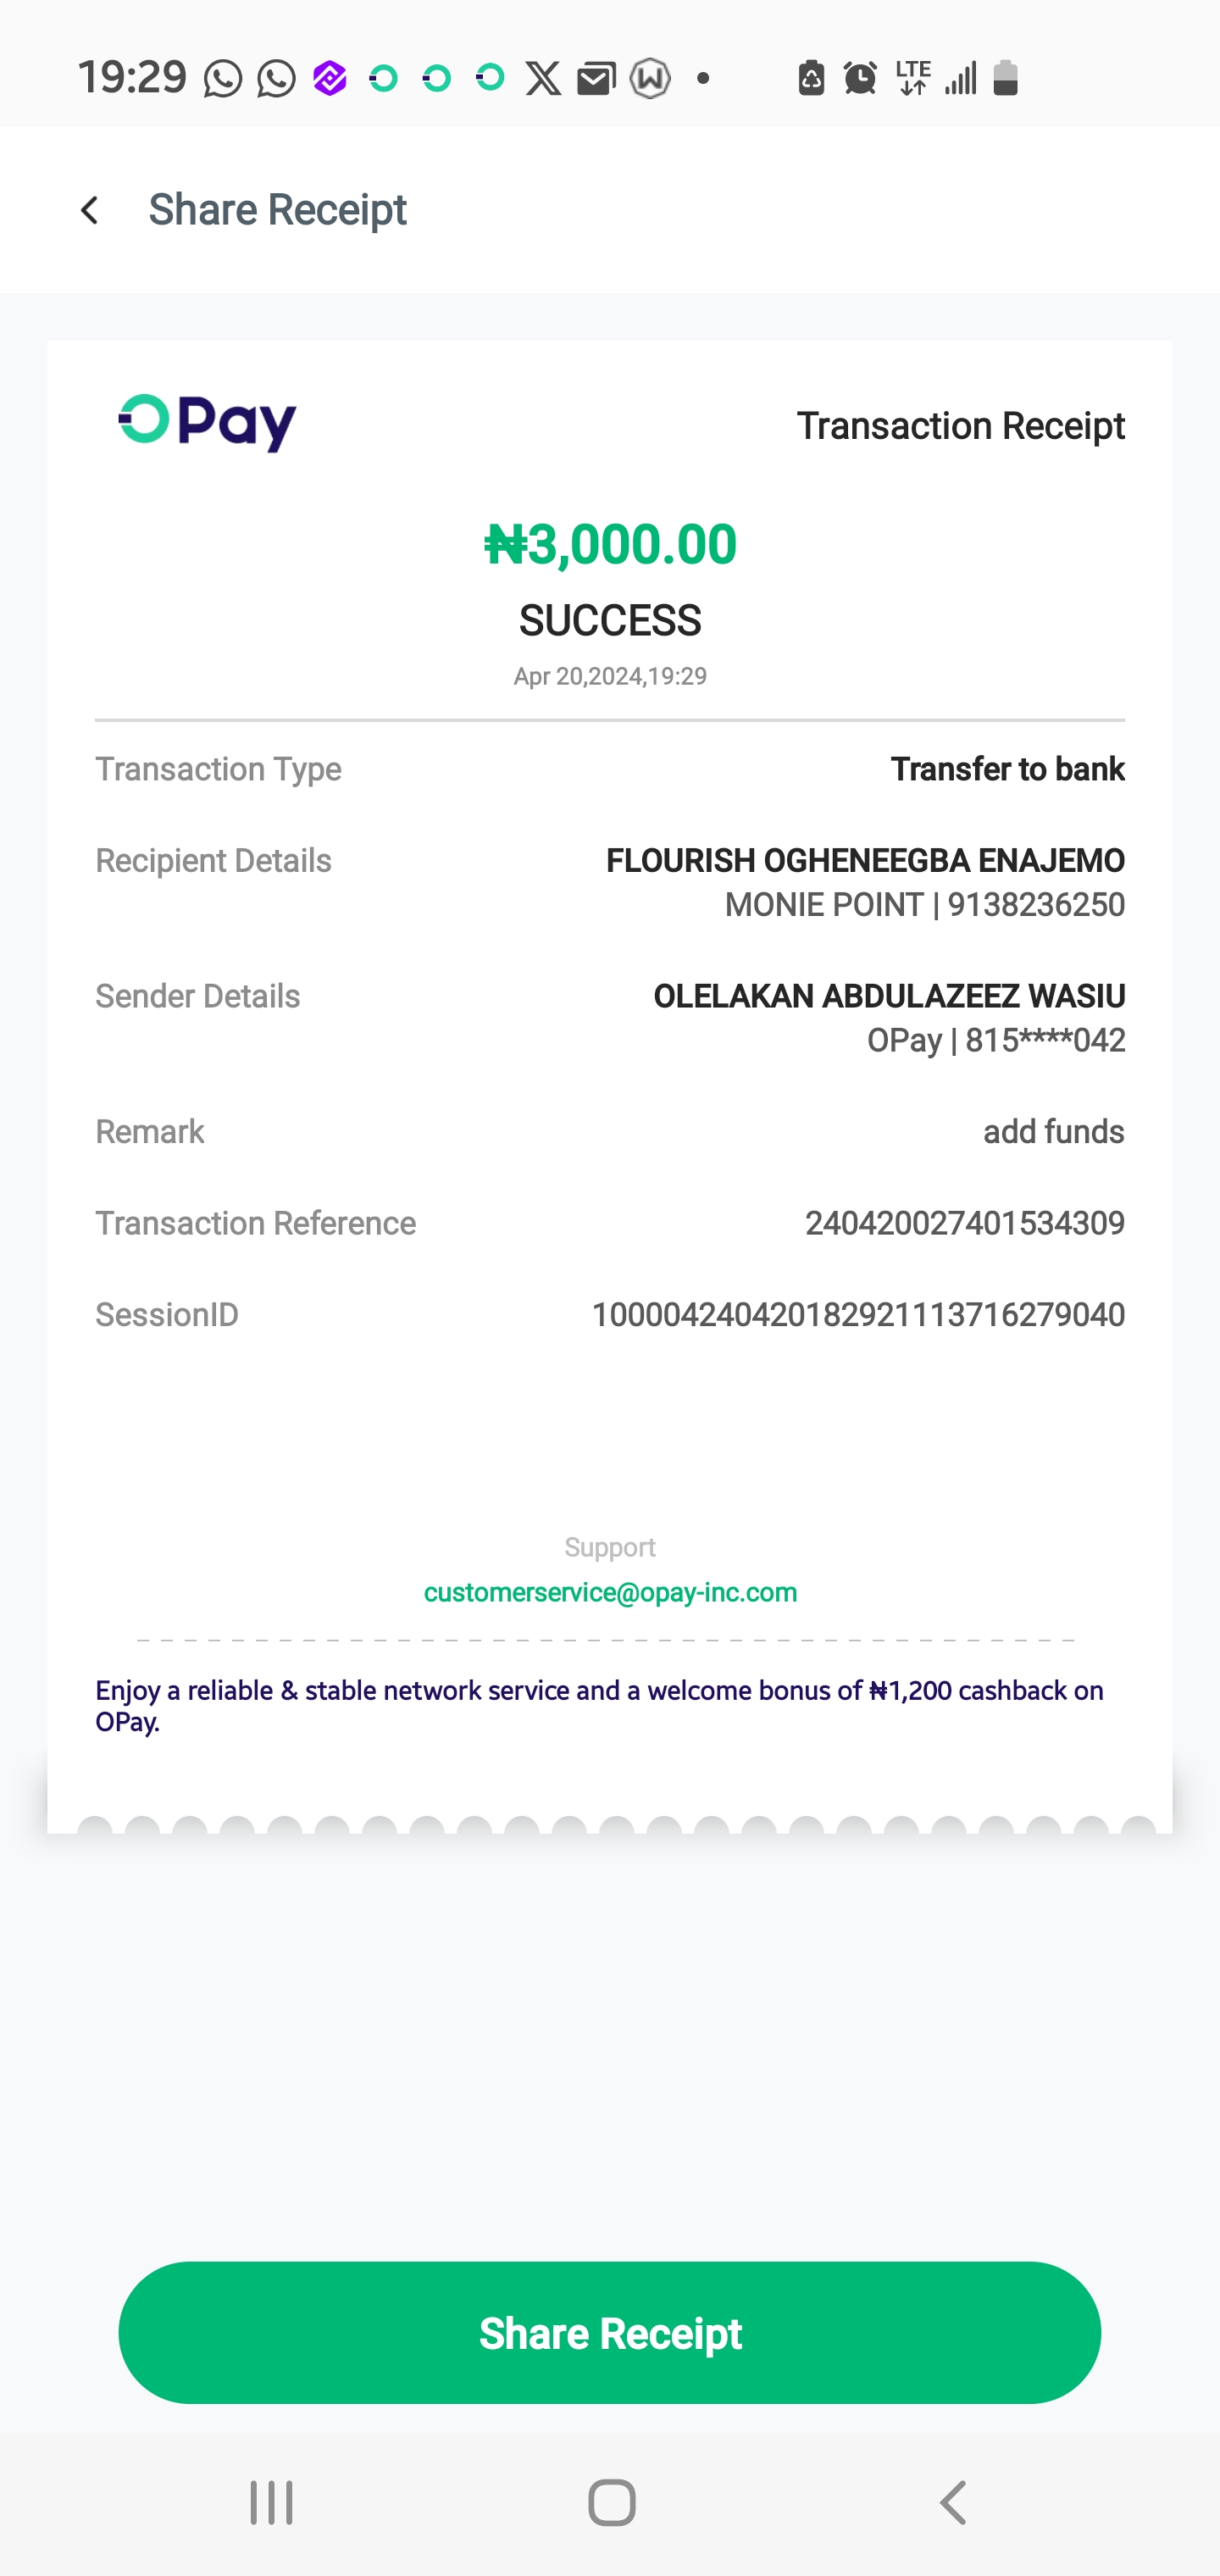 19:29
LTE
Share Receipt
OPay
Transaction Receipt
₦3,000.00
SUCCESS
Apr 20,2024,19:29
Transaction Type
Transfer to bank
Recipient Details
FLOURISH OGHENEEGBA ENAJEMO
MONIE POINT | 9138236250
Sender Details
OLELAKAN ABDULAZEEZ WASIU
OPay | 815****042
Remark
add funds
Transaction Reference
240420027401534309
SessionID
100004240420182921113716279040
Support
customerservice@opay-inc.com
Enjoy a reliable & stable network service and a welcome bonus of ₦1,200 cashback on
OPay.
Share Receipt